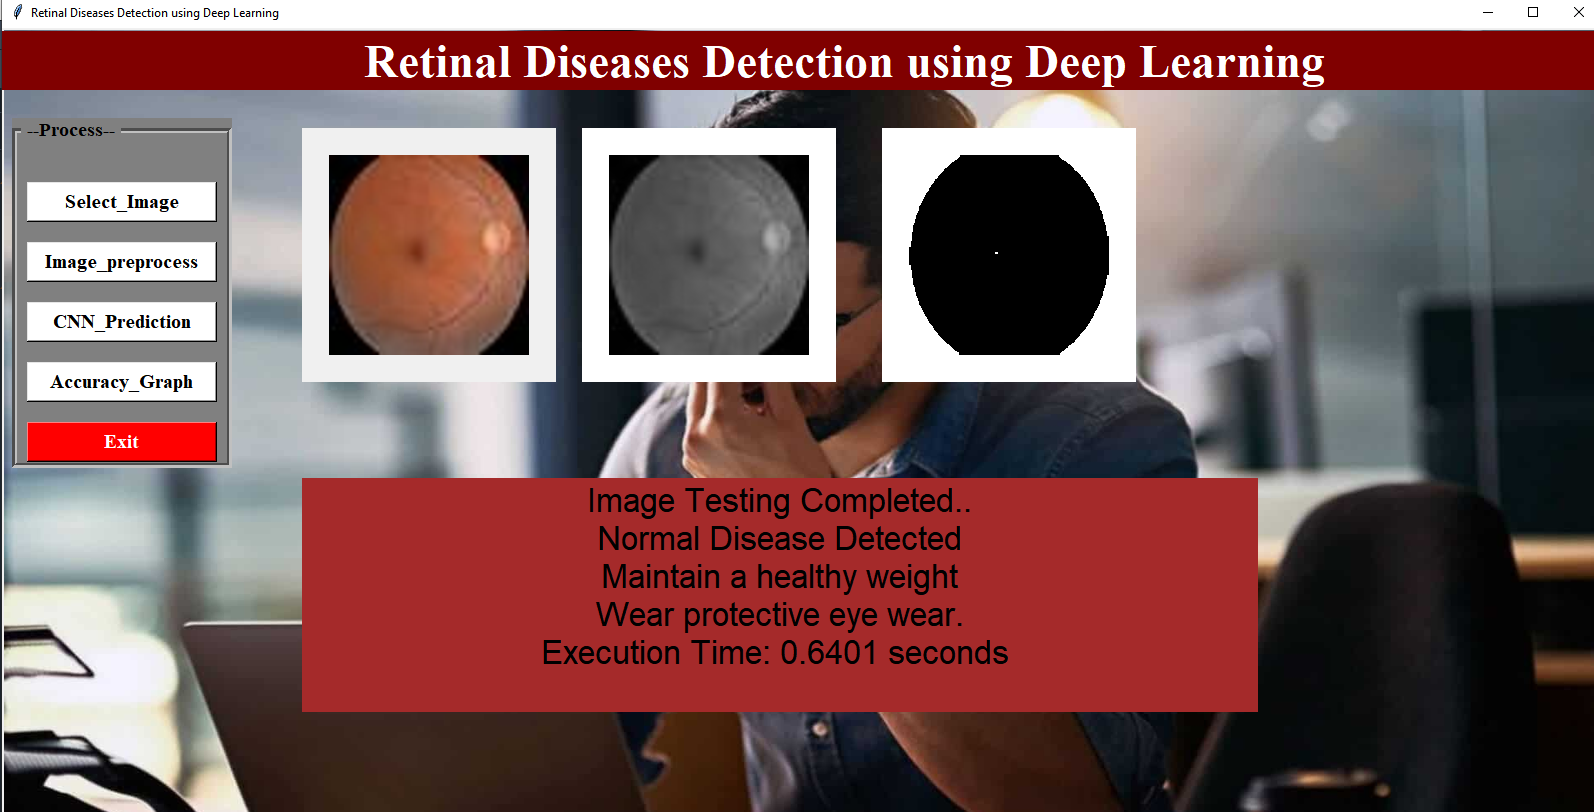 Retinal Diseases Detection using Deep Learning
Retinal Diseases Detection using Deep Learning
--Process--
Select_Image
Image_preprocess
CNN_Prediction
Accuracy_Graph
Exit
Image Testing Completed..
Normal Disease Detected
Maintain a healthy weight
Wear protective eye wear.
Execution Time: 0.6401 seconds